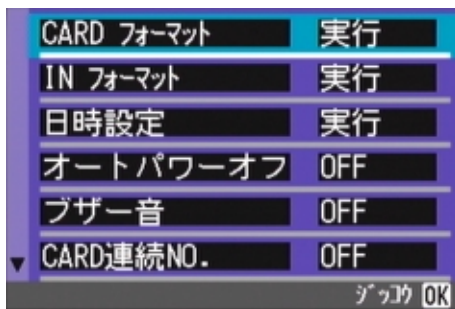 CARD フォーマット 実行
IN フォーマット 実行
日時設定 実行
オートパワーオフ OFF
ブザー音 OFF
CARD連続NO. OFF
ジッコウ OK